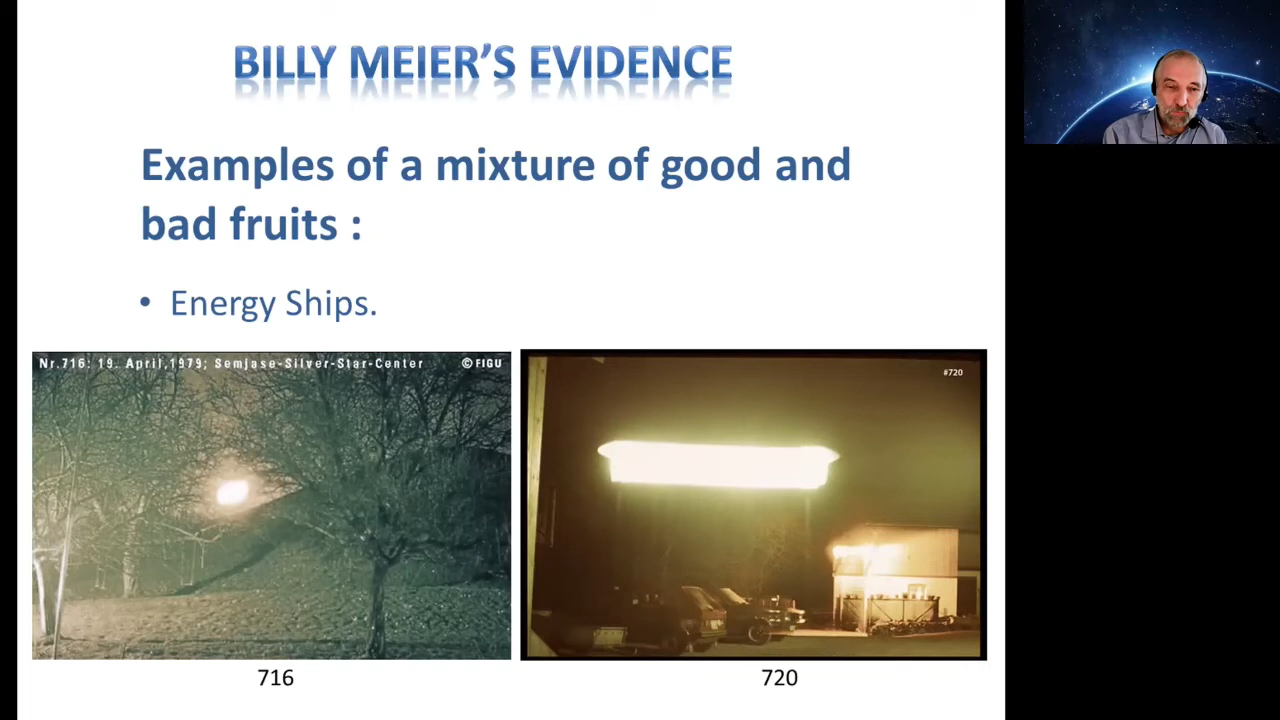 BILLY MEIER'S EVIDENCE
Examples of a mixture of good and
bad fruits :
• Energy Ships.
Nr.716: 19. April,1979; Semjase-Silver-Star-Center ©FIGU
#720
716
720